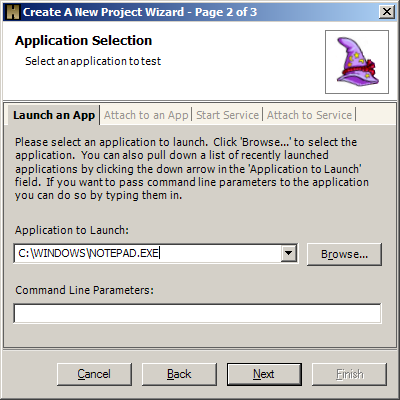 Create A New Project Wizard - Page 2 of 3
Application Selection
Select an application to test
Launch an App Attach to an App Start Service Attach to Service
Please select an application to launch. Click 'Browse...' to select the
application. You can also pull down a list of recently launched
applications by clicking the down arrow in the 'Application to Launch'
field. If you want to pass command line parameters to the application
you can do so by typing them in.
Application to Launch:
C:\WINDOWS\NOTEPAD.EXE
Browse...
Command Line Parameters:
Cancel Back Next Finish